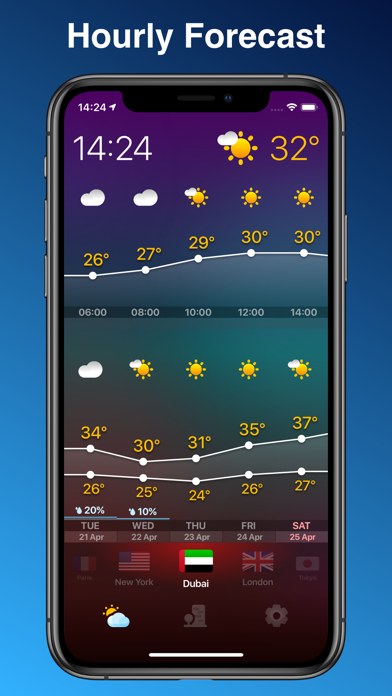 Hourly Forecast
14:24
14:24 32°
26° 27° 29° 30° 30°
06:00 08:00 10:00 12:00 14:00
34° 30° 31° 35° 37°
26° 25° 24° 26° 27°
20% 10%
TUE WED THU FRI SAT
21 Apr 22 Apr 23 Apr 24 Apr 25 Apr
Paris New York Dubai London Tokyo